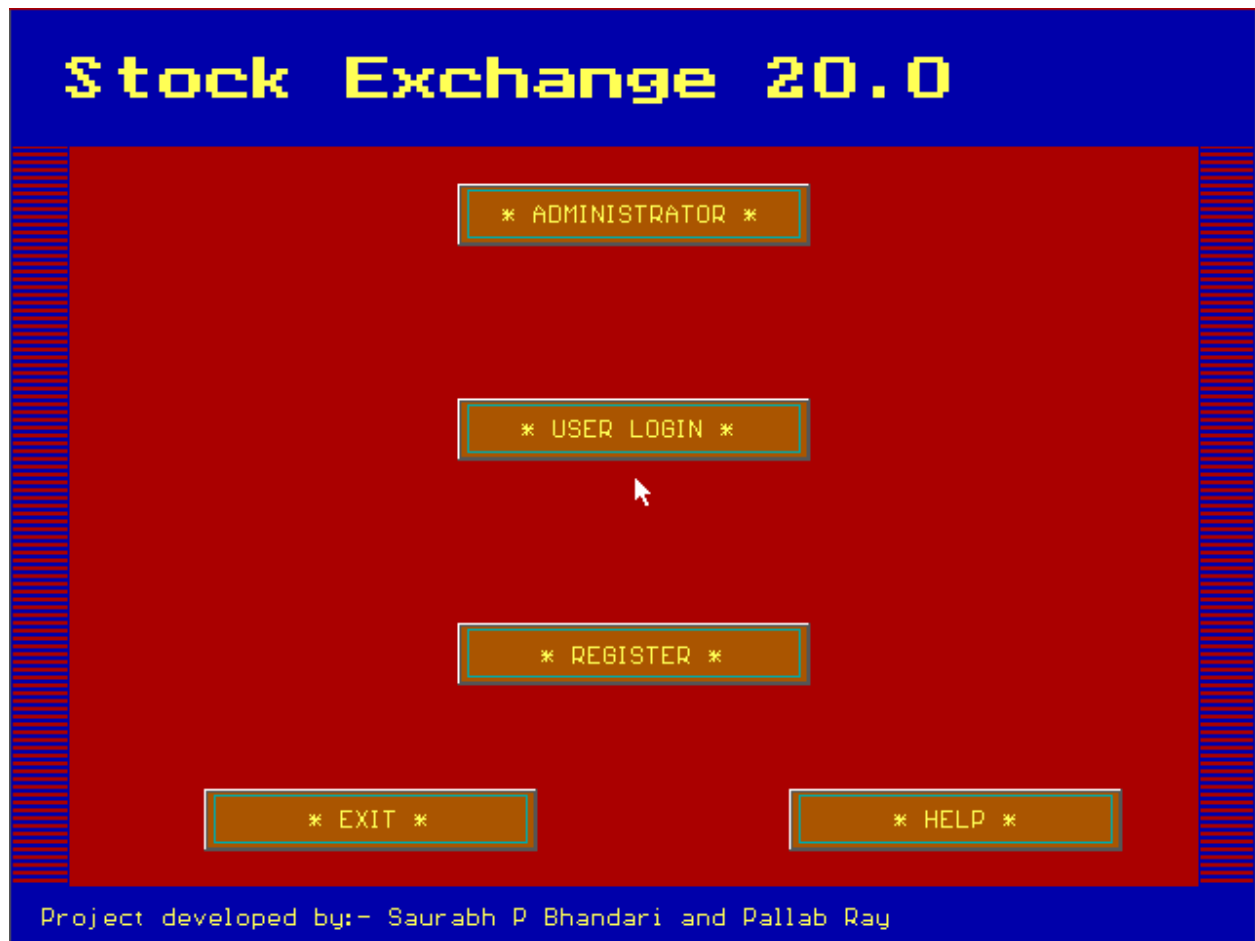 Stock Exchange 20.0
* ADMINISTRATOR *
* USER LOGIN *
* REGISTER *
* EXIT *
* HELP *
Project developed by:- Saurabh P Bhandari and Pallab Ray